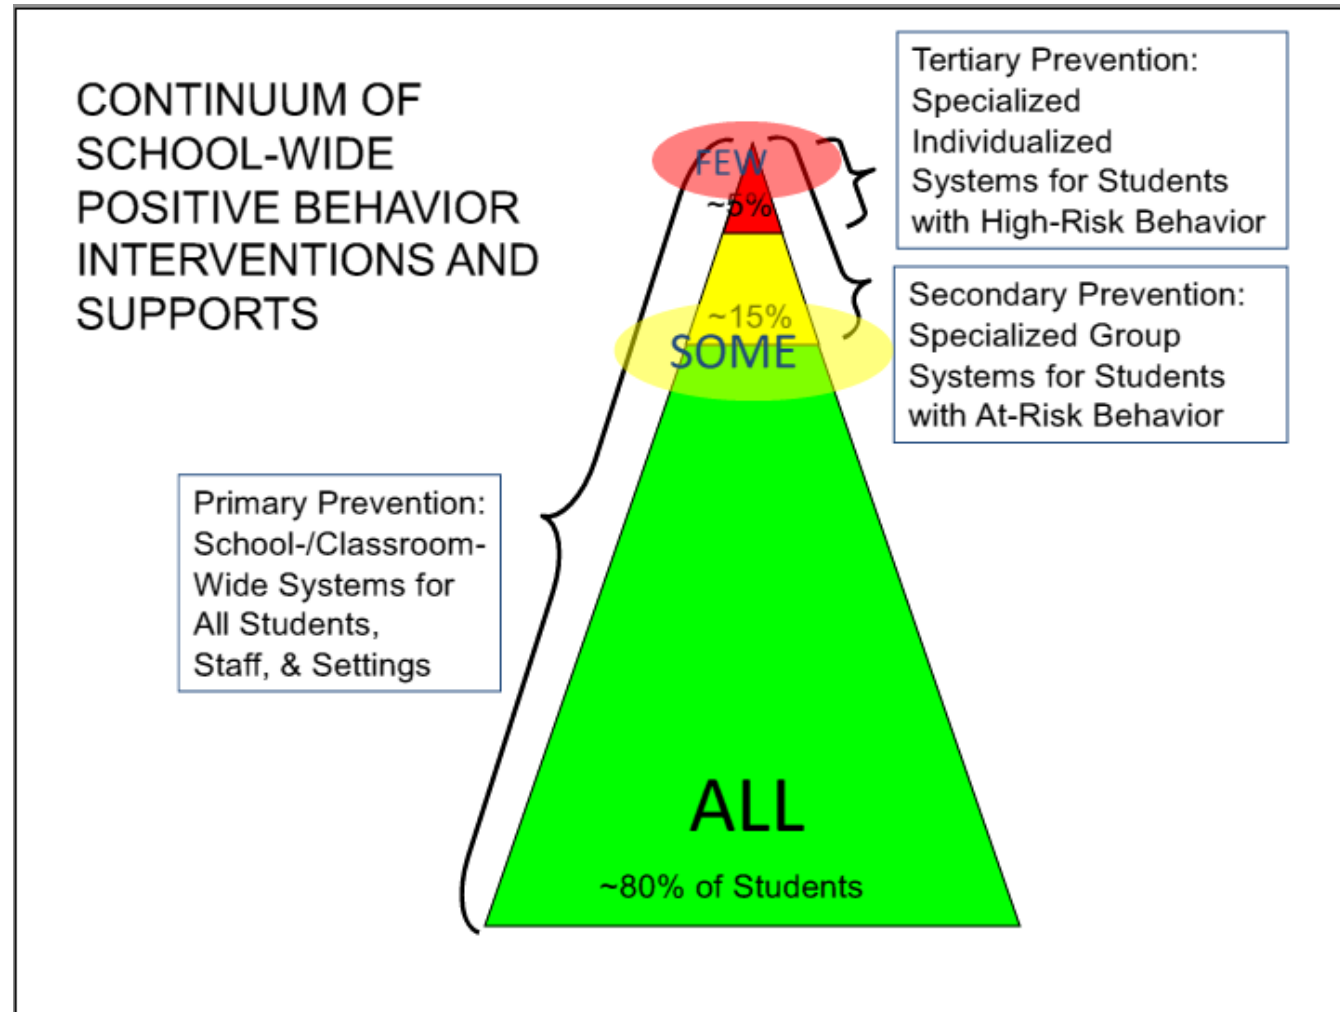 CONTINUUM OF
SCHOOL-WIDE
POSITIVE BEHAVIOR
INTERVENTIONS AND
SUPPORTS
Tertiary Prevention:
Specialized
Individualized
Systems for Students
with High-Risk Behavior
FEW
~5%
Secondary Prevention:
Specialized Group
Systems for Students
with At-Risk Behavior
~15%
SOME
Primary Prevention:
School-/Classroom-
Wide Systems for
All Students,
Staff, & Settings
ALL
~80% of Students